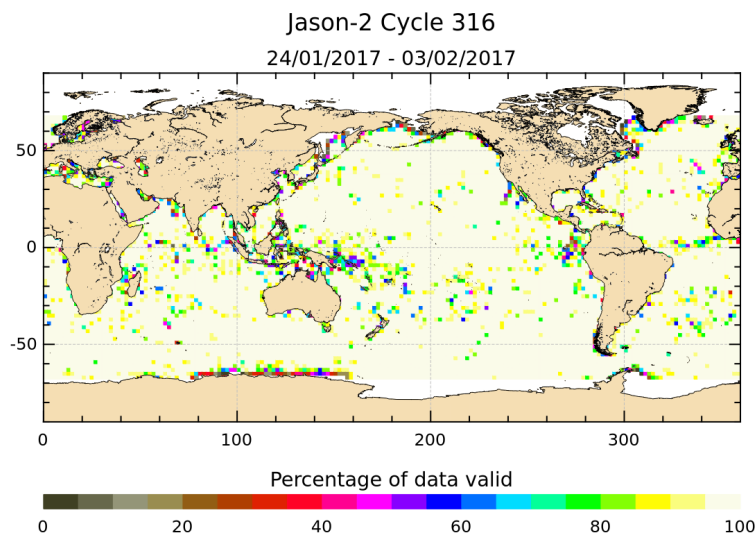 Jason-2 Cycle 316
24/01/2017 - 03/02/2017
50
0
-50
0 100 200 300
Percentage of data valid
0 20 40 60 80 100